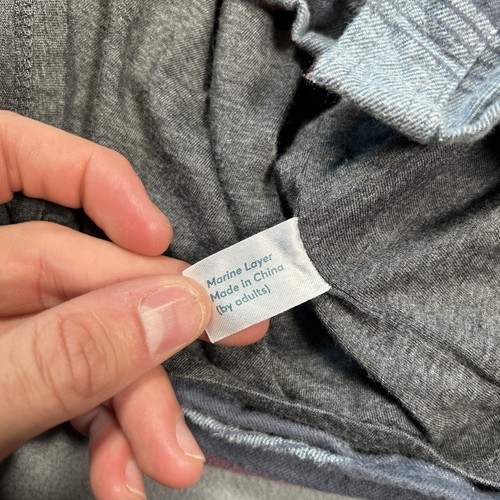 Marine Layer
Made in China
(by adults)